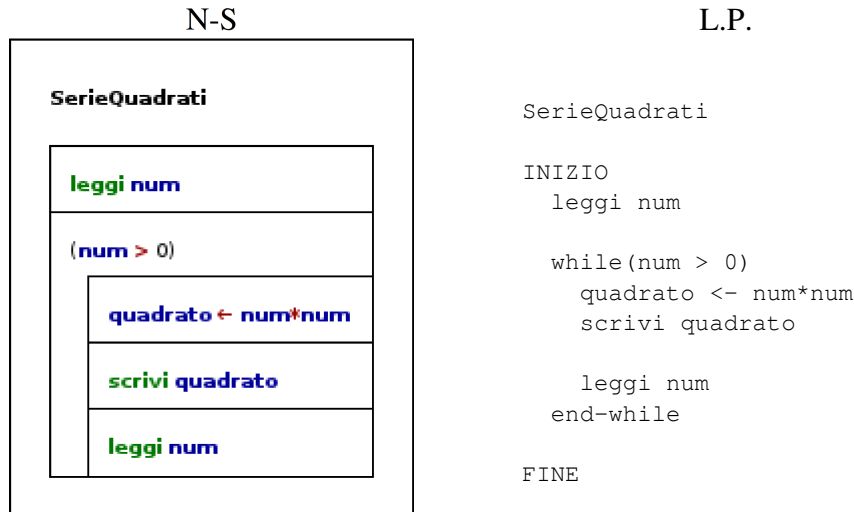 N-S
SerieQuadrati
leggi num
(num > 0)
quadrato ← num*num
scrivi quadrato
leggi num
L.P.
SerieQuadrati
INIZIO
leggi num
while(num > 0)
quadrato <- num*num
scrivi quadrato
leggi num
end-while
FINE